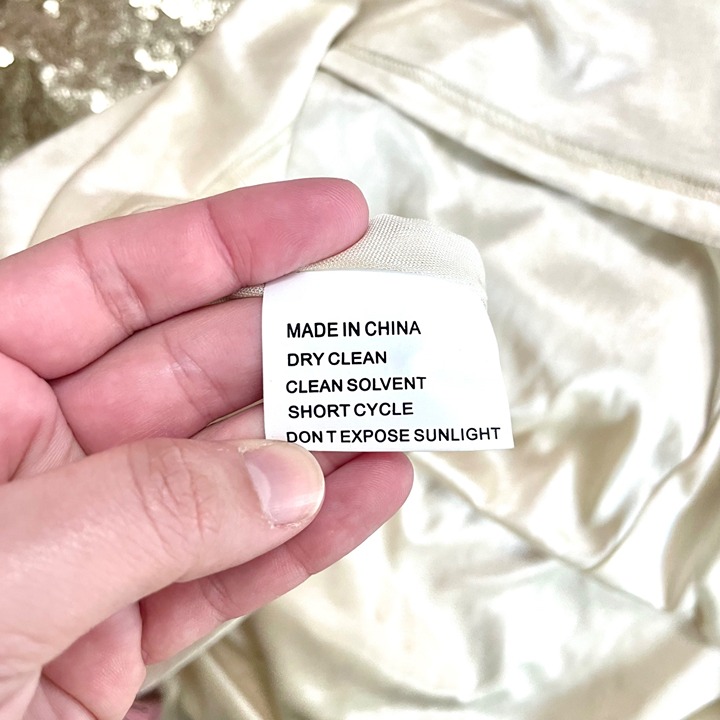 MADE IN CHINA
DRY CLEAN
CLEAN SOLVENT
SHORT CYCLE
DON T EXPOSE SUNLIGHT